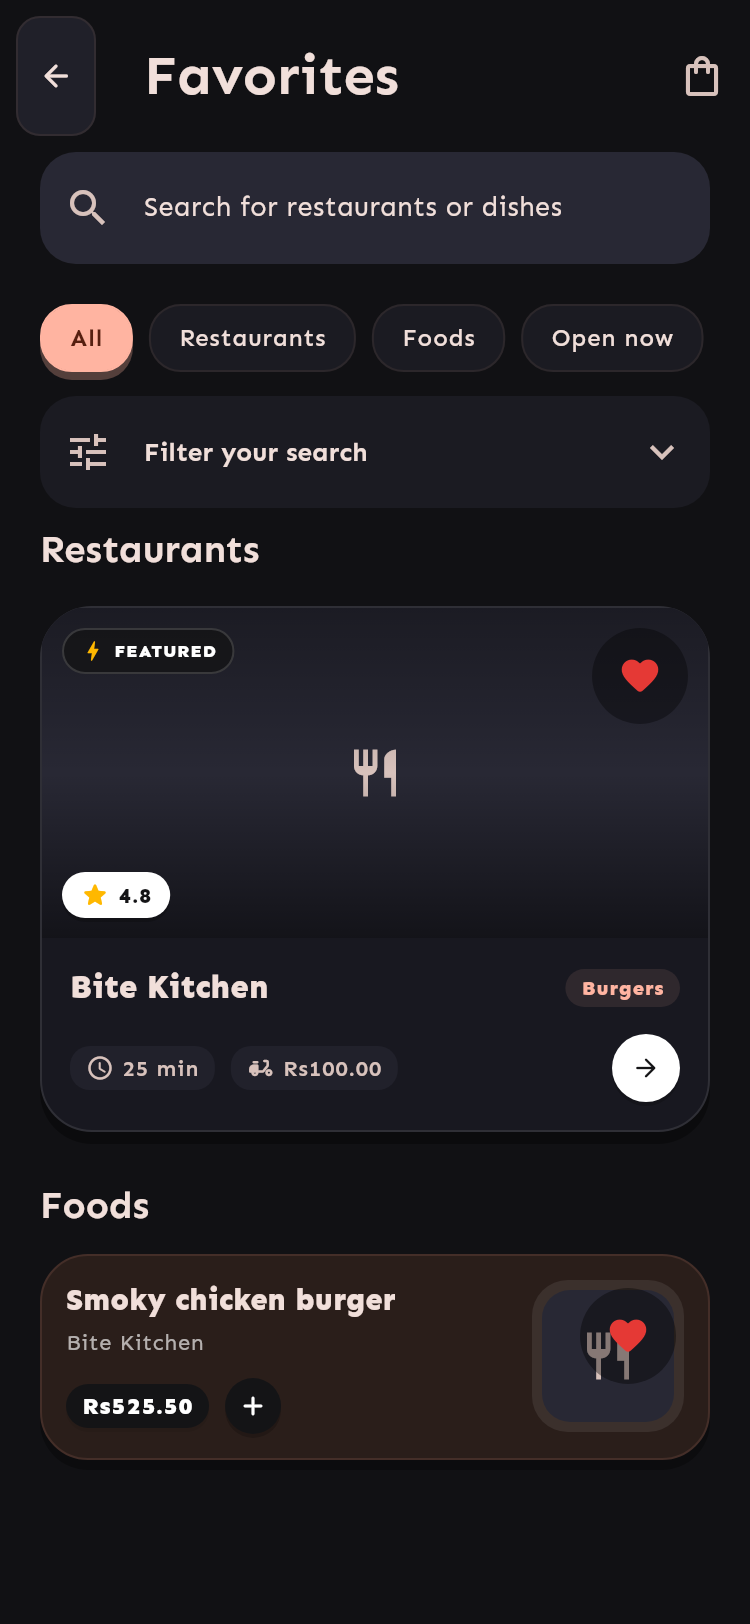 Favorites
Search for restaurants or dishes
All
Restaurants
Foods
Open now
Filter your search
Restaurants
FEATURED
4.8
Bite Kitchen
Burgers
25 min
Rs100.00
Foods
Smoky chicken burger
Bite Kitchen
Rs525.50